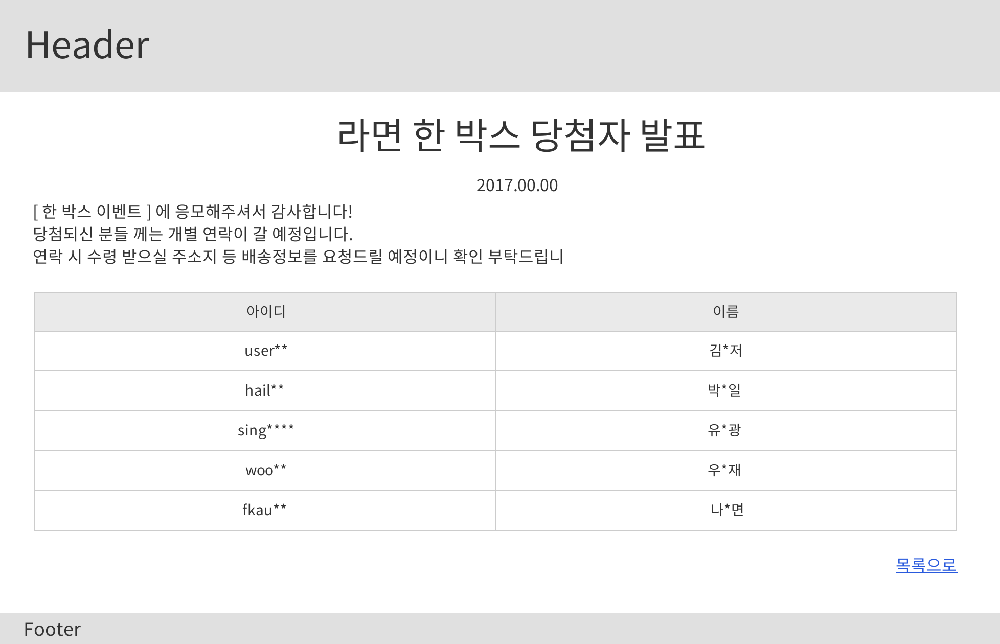 Header
라면 한 박스 당첨자 발표
2017.00.00
[ 한 박스 이벤트 ] 에 응모해주셔서 감사합니다!
당첨되신 분들 께는 개별 연락이 갈 예정입니다.
연락 시 수령 받으실 주소지 등 배송정보를 요청드릴 예정이니 확인 부탁드립니
아이디 이름
user** 김*저
hail** 박*일
sing**** 유*광
woo** 우*재
fkau** 나*면
목록으로
Footer